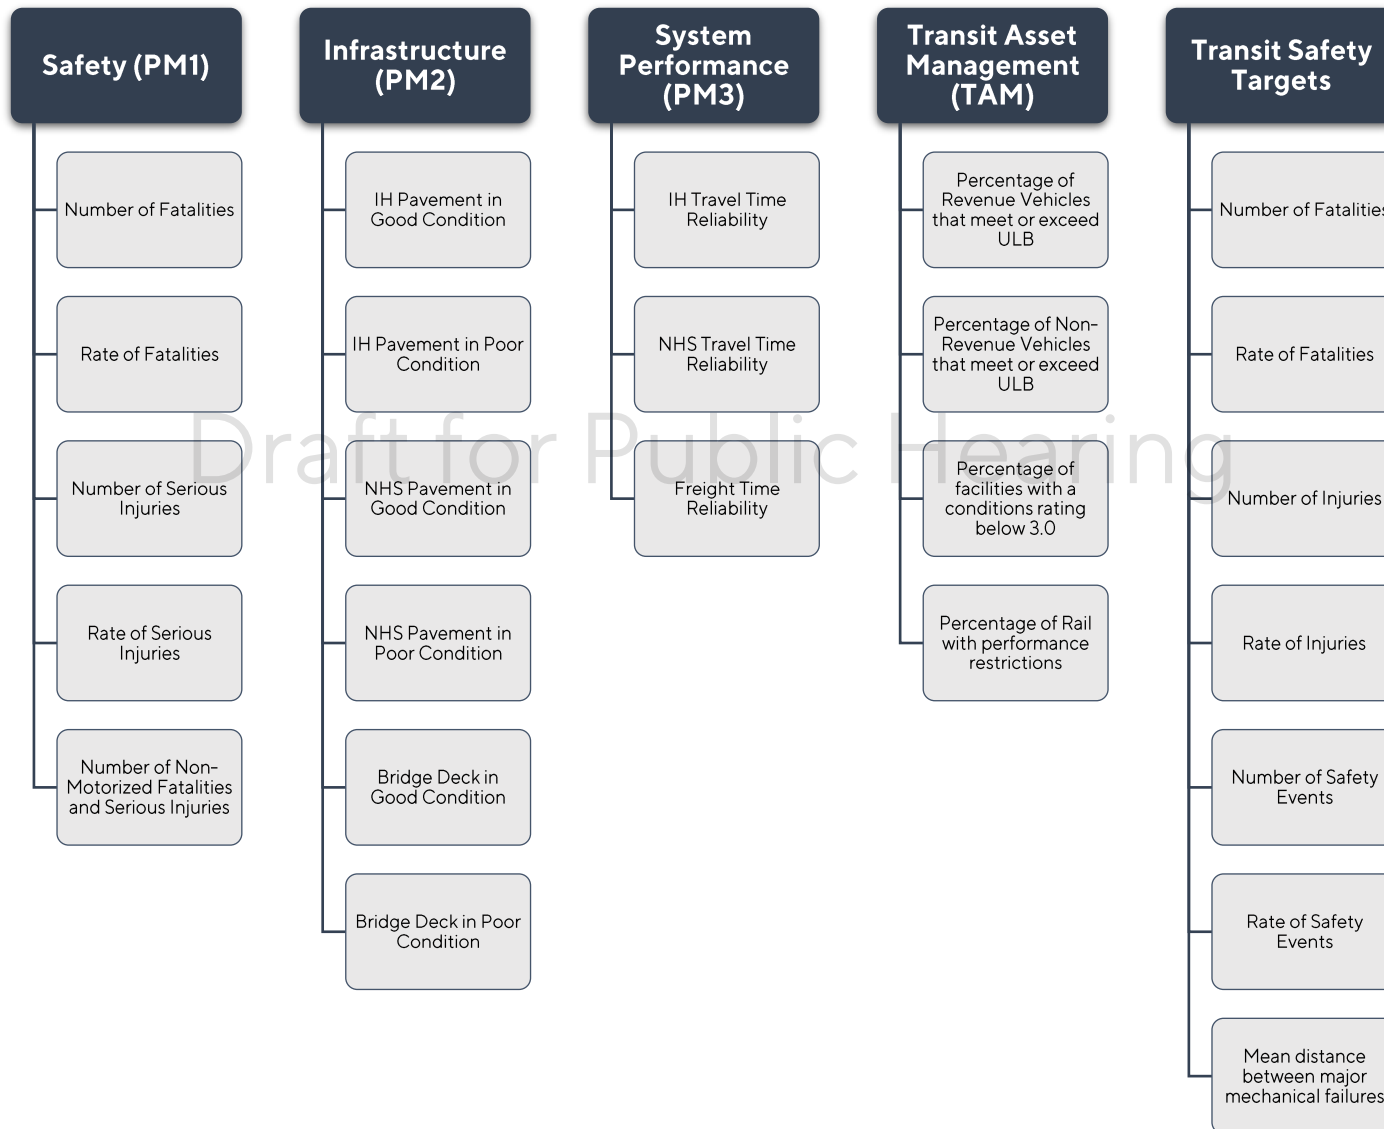 Safety (PM1)
Number of Fatalities
Rate of Fatalities
Number of Serious
Injuries
Rate of Serious
Injuries
Number of Non-
Motorized Fatalities
and Serious Injuries
Infrastructure
(PM2)
IH Pavement in
Good Condition
IH Pavement in Poor
Condition
NHS Pavement in
Good Condition
NHS Pavement in
Poor Condition
Bridge Deck in
Good Condition
Bridge Deck in Poor
Condition
System
Performance
(PM3)
IH Travel Time
Reliability
NHS Travel Time
Reliability
Freight Time
Reliability
Transit Asset
Management
(TAM)
Percentage of
Revenue Vehicles
that meet or exceed
ULB
Percentage of Non-
Revenue Vehicles
that meet or exceed
ULB
Percentage of
facilities with a
conditions rating
below 3.0
Percentage of Rail
with performance
restrictions
Transit Safety
Targets
Number of Fatalities
Rate of Fatalities
Number of Injuries
Rate of Injuries
Number of Safety
Events
Rate of Safety
Events
Mean distance
between major
mechanical failures
Draft for Public Hearing